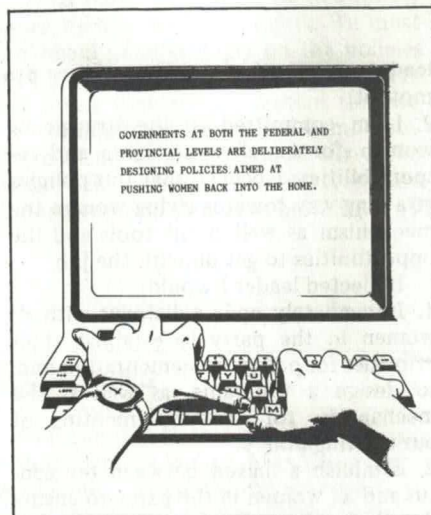 GOVERNMENTS AT BOTH THE FEDERAL AND
PROVINCIAL LEVELS ARE DELIBERATELY
DESIGNING POLICIES AIMED AT
PUSHING WOMEN BACK INTO THE HOME.